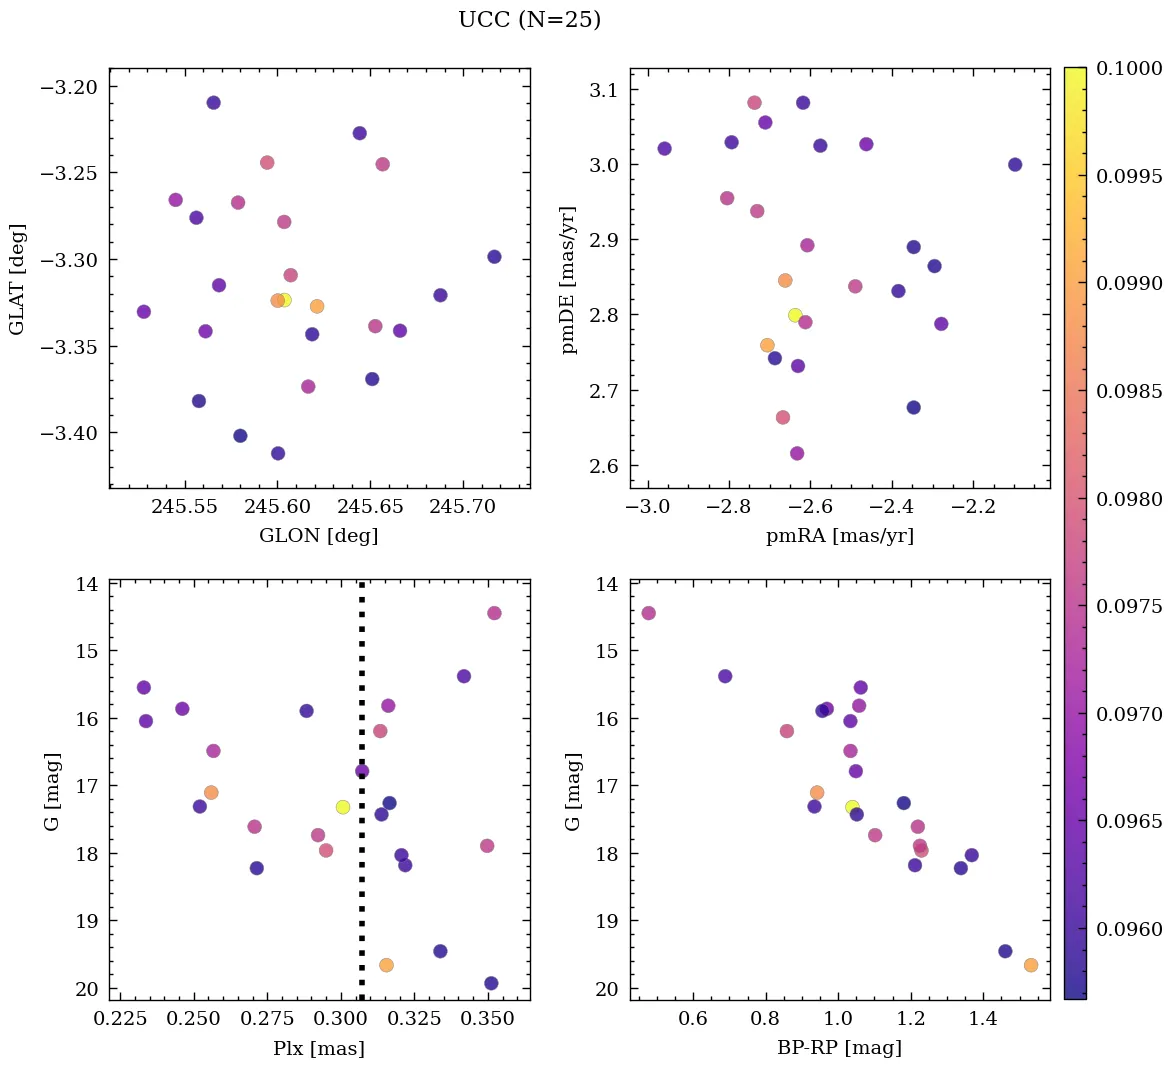 UCC (N=25)
−3.20
−3.25
−3.30
−3.35
−3.40
GLAT [deg]
245.55 245.60 245.65 245.70
GLON [deg]
3.1
3.0
2.9
2.8
2.7
2.6
pmDE [mas/yr]
−3.0 −2.8 −2.6 −2.4 −2.2
pmRA [mas/yr]
14
15
16
17
18
19
20
G [mag]
0.225 0.250 0.275 0.300 0.325 0.350
Plx [mas]
14
15
16
17
18
19
20
G [mag]
0.6 0.8 1.0 1.2 1.4
BP-RP [mag]
0.1000
0.0995
0.0990
0.0985
0.0980
0.0975
0.0970
0.0965
0.0960